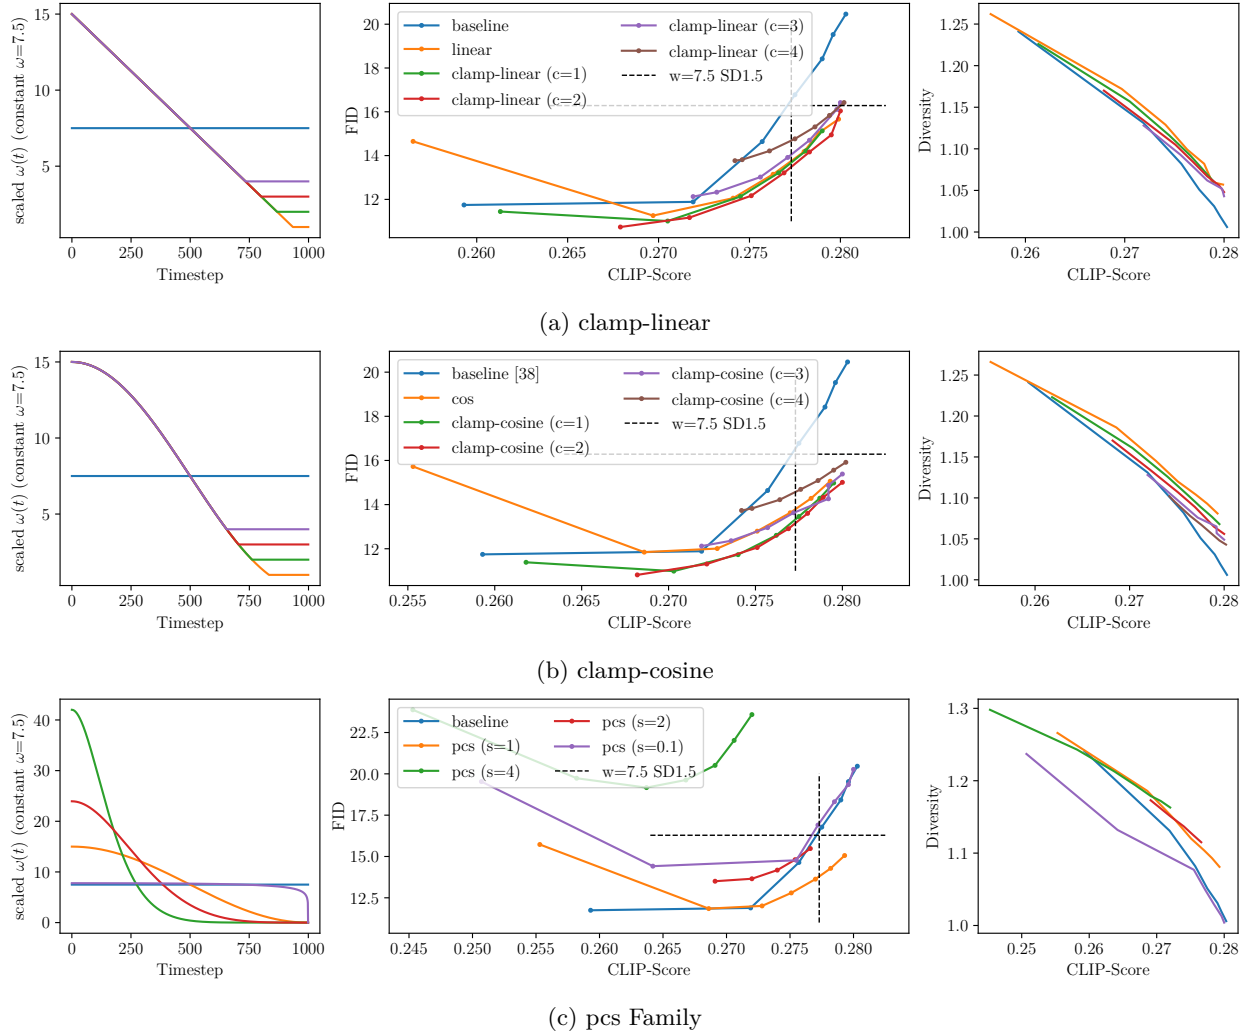 scaled ω(t) (constant ω=7.5)
15
10
5
0
250
500
750
1000
Timestep
FID
20
18
16
14
12
baseline
linear
clamp-linear (c=1)
clamp-linear (c=2)
clamp-linear (c=3)
clamp-linear (c=4)
w=7.5 SD1.5
0.260
0.265
0.270
0.275
0.280
CLIP-Score
Diversity
1.25
1.20
1.15
1.10
1.05
1.00
0.26
0.27
0.28
CLIP-Score
(a) clamp-linear
scaled ω(t) (constant ω=7.5)
15
10
5
0
250
500
750
1000
Timestep
FID
20
18
16
14
12
baseline [38]
cos
clamp-cosine (c=1)
clamp-cosine (c=2)
clamp-cosine (c=3)
clamp-cosine (c=4)
w=7.5 SD1.5
0.255
0.260
0.265
0.270
0.275
0.280
CLIP-Score
Diversity
1.25
1.20
1.15
1.10
1.05
1.00
0.26
0.27
0.28
CLIP-Score
(b) clamp-cosine
scaled ω(t) (constant ω=7.5)
40
30
20
10
0
0
250
500
750
1000
Timestep
FID
22.5
20.0
17.5
15.0
12.5
baseline
pcs (s=1)
pcs (s=4)
pcs (s=2)
pcs (s=0.1)
w=7.5 SD1.5
0.245
0.250
0.255
0.260
0.265
0.270
0.275
0.280
CLIP-Score
Diversity
1.3
1.2
1.1
1.0
0.25
0.26
0.27
0.28
CLIP-Score
(c) pcs Family